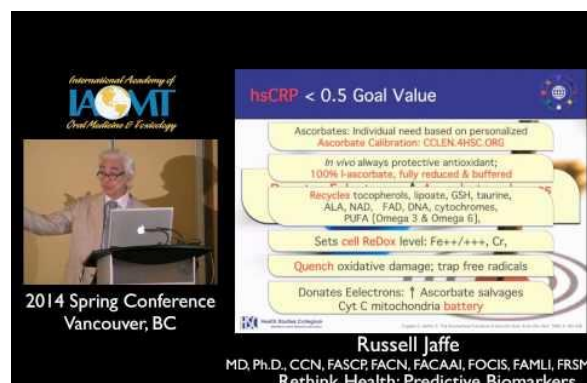 International Academy of
IAOMT
Oral Medicine & Toxicology
2014 Spring Conference
Vancouver, BC
hsCRP < 0.5 Goal Value
Ascorbates: Individual need based on personalized
Ascorbate Calibration: CCLEN.4HSC.ORG
In vivo always protective antioxidant;
100% l-ascorbate, fully reduced & buffered
Recycles tocopherols, lipoate, GSH, taurine,
ALA, NAD, FAD, DNA, cytochromes,
PUFA [Omega 3 & Omega 6],
Sets cell ReDox level: Fe++/+++, Cr,
Quench oxidative damage; trap free radicals
Donates Eelectrons: ↑ Ascorbate salvages
Cyt C mitochondria battery
HSC Health Studies Collegium
Russell Jaffe
MD, Ph.D., CCN, FASCP, FACN, FACAAI, FOCIS, FAMLI, FRSM
Rethink Health: Predictive Biomarkers